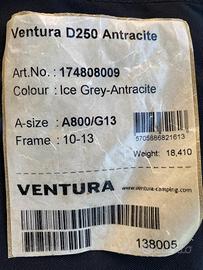 Ventura D250 Antracite
Art.No.: 174808009
Colour : Ice Grey-Antracite
A-size : A800/G13
Frame : 10-13
5705886821613
Weight: 18,410
VENTURA www.ventura-camping.com
138005